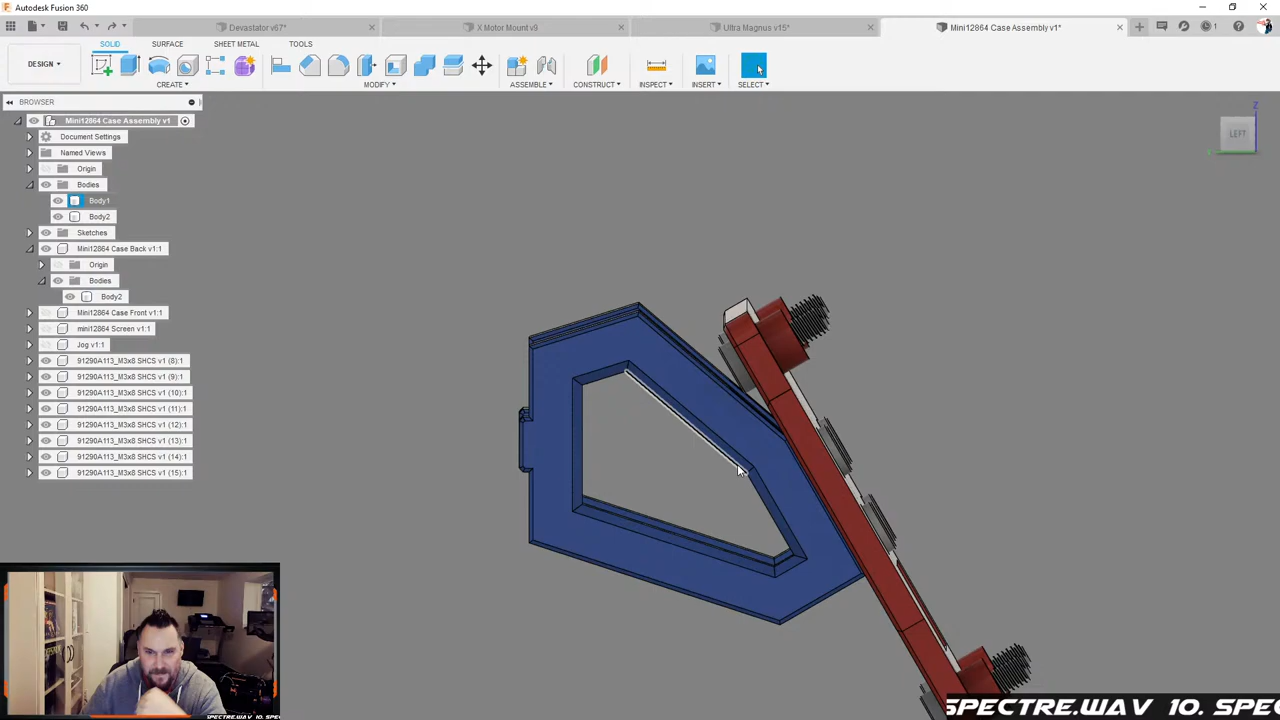 Autodesk Fusion 360
Devastator v67*
X Motor Mount v9
Ultra Magnus v15*
Mini12864 Case Assembly v1*
1
SOLID
SURFACE
SHEET METAL
TOOLS
DESIGN
CREATE
MODIFY
ASSEMBLE
CONSTRUCT
INSPECT
INSERT
SELECT
BROWSER
Mini12864 Case Assembly v1
Document Settings
Named Views
Origin
Bodies
Body1
Body2
Sketches
Mini12864 Case Back v1:1
Origin
Bodies
Body2
Mini12864 Case Front v1:1
mini12864 Screen v1:1
Jog v1:1
91290A113_M3x8 SHCS v1 (8):1
91290A113_M3x8 SHCS v1 (9):1
91290A113_M3x8 SHCS v1 (10):1
91290A113_M3x8 SHCS v1 (11):1
91290A113_M3x8 SHCS v1 (12):1
91290A113_M3x8 SHCS v1 (13):1
91290A113_M3x8 SHCS v1 (14):1
91290A113_M3x8 SHCS v1 (15):1
Z
LEFT
SPECTRE.WAV 10. SPEC